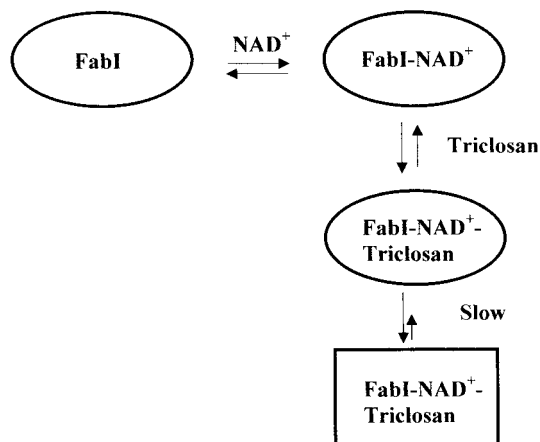 FabI
NAD⁺
FabI-NAD⁺
Triclosan
FabI-NAD⁺-
Triclosan
Slow
FabI-NAD⁺-
Triclosan